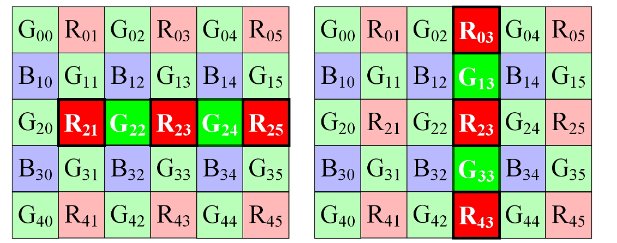 G00 R01 G02 R03 G04 R05
B10 G11 B12 G13 B14 G15
G20 R21 G22 R23 G24 R25
B30 G31 B32 G33 B34 G35
G40 R41 G42 R43 G44 R45
G00 R01 G02 R03 G04 R05
B10 G11 B12 G13 B14 G15
G20 R21 G22 R23 G24 R25
B30 G31 B32 G33 B34 G35
G40 R41 G42 R43 G44 R45